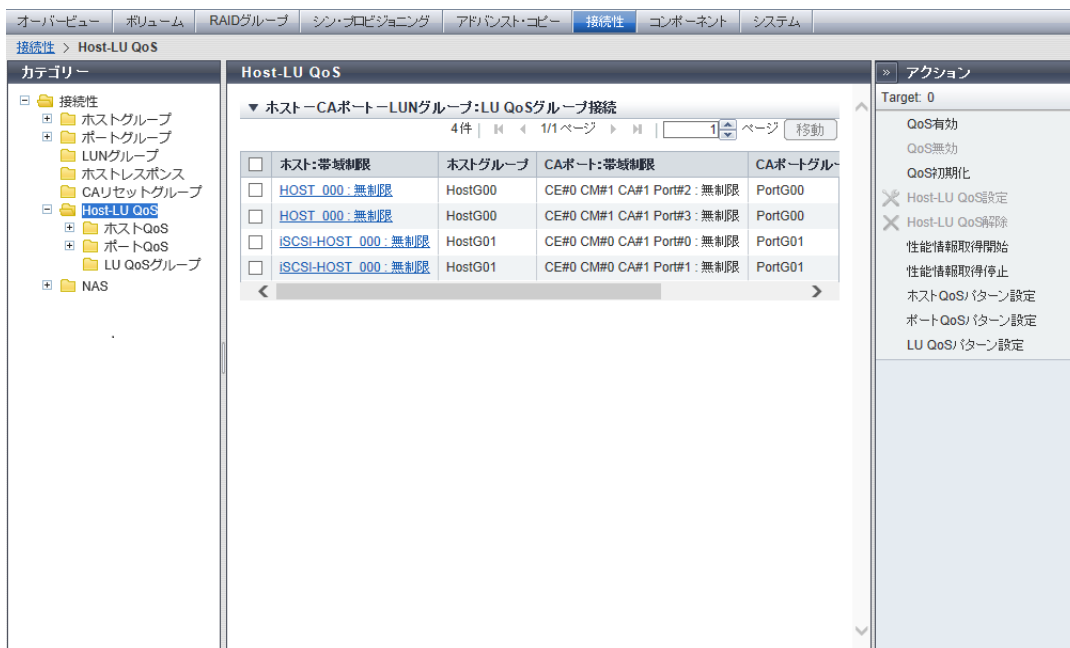 オーバービュー ボリューム RAIDグループ シン・プロビジョニング アドバンスト・コピー 接続性 コンポーネント システム
接続性 > Host-LU QoS
カテゴリー
接続性
ホストグループ
ポートグループ
LUNグループ
ホストレスポンス
CAリセットグループ
Host-LU QoS
ホストQoS
ポートQoS
LU QoSグループ
NAS
Host-LU QoS
▼ ホスト－CAポート－LUNグループ:LU QoSグループ接続
4件 | 1/1 ページ | 1 ページ 移動
ホスト:帯域制限 ホストグループ CAポート:帯域制限 CAポートグルー
HOST_000 : 無制限 HostG00 CE#0 CM#1 CA#1 Port#2 : 無制限 PortG00
HOST_000 : 無制限 HostG00 CE#0 CM#1 CA#1 Port#3 : 無制限 PortG00
iSCSI-HOST_000 : 無制限 HostG01 CE#0 CM#0 CA#1 Port#0 : 無制限 PortG01
iSCSI-HOST_000 : 無制限 HostG01 CE#0 CM#0 CA#1 Port#1 : 無制限 PortG01
» アクション
Target: 0
QoS有効
QoS無効
QoS初期化
Host-LU QoS設定
Host-LU QoS解除
性能情報取得開始
性能情報取得停止
ホストQoSパターン設定
ポートQoSパターン設定
LU QoSパターン設定